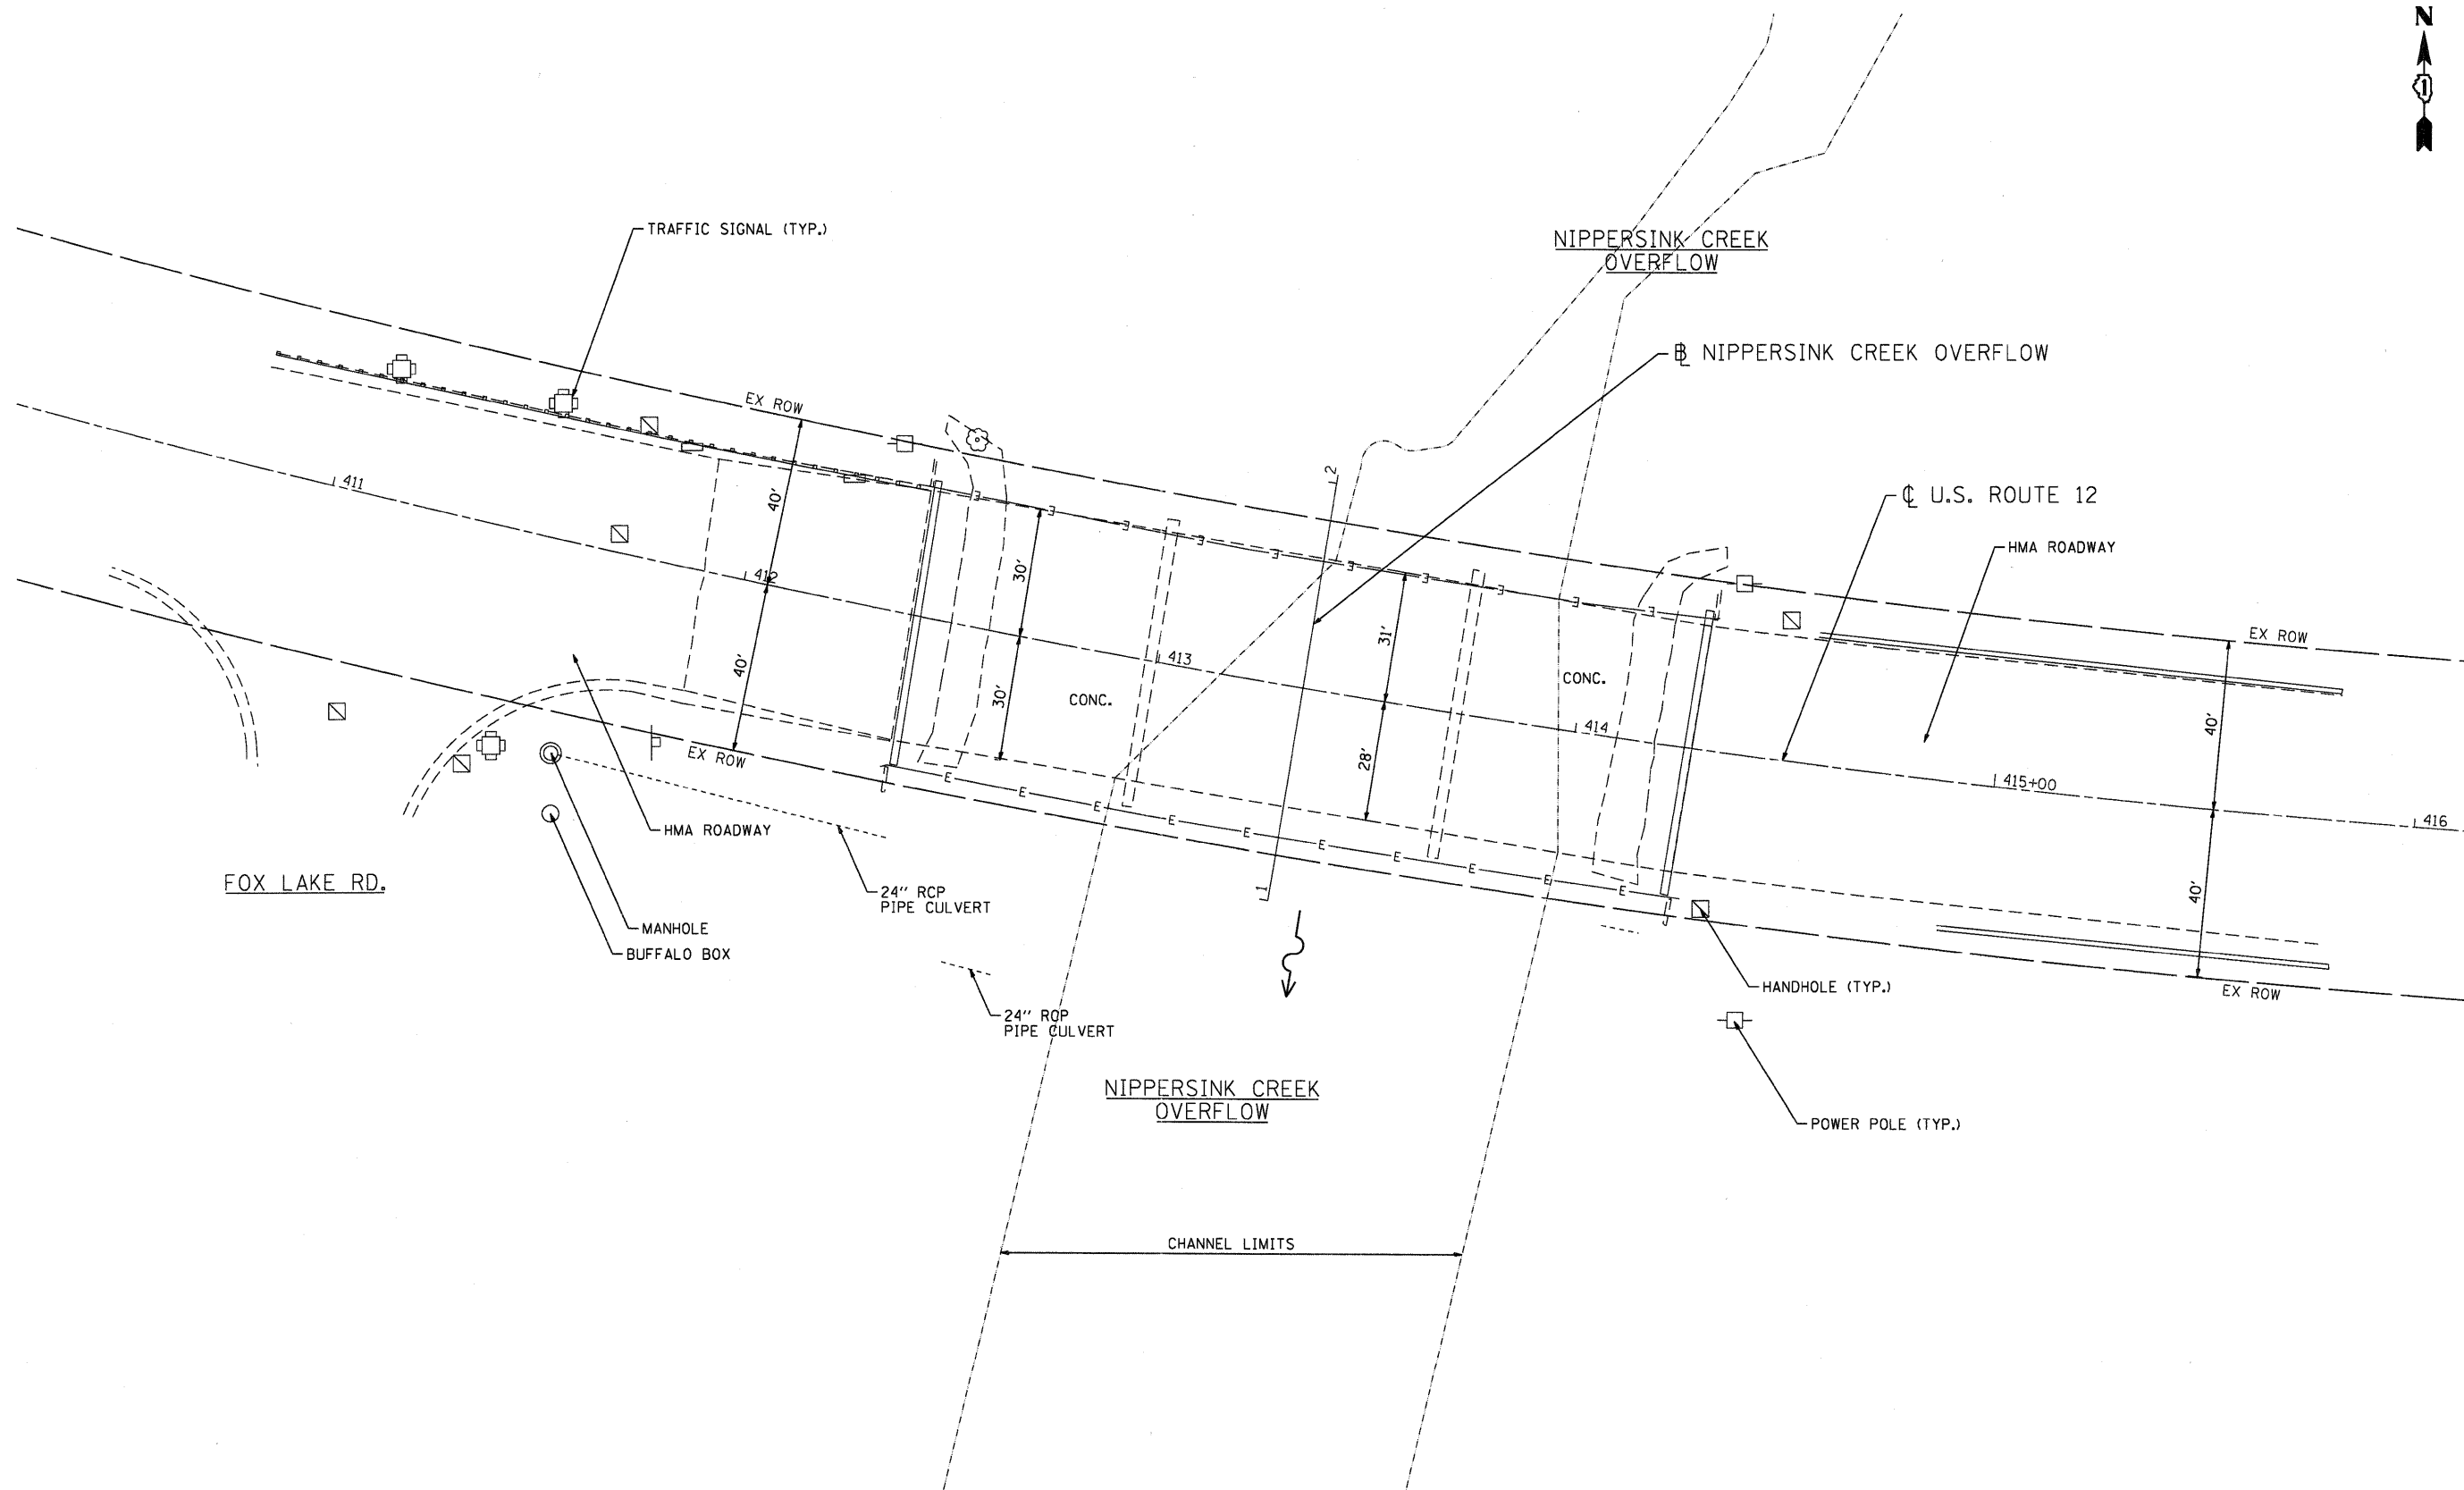 N
1
TRAFFIC SIGNAL (TYP.)
NIPPERSINK CREEK
OVERFLOW
℄ NIPPERSINK CREEK OVERFLOW
EX ROW
2
411
40'
℄ U.S. ROUTE 12
HMA ROADWAY
30'
412
31'
EX ROW
413
40'
30'
CONC.
CONC.
414
40'
28'
EX ROW
415+00
E E E E E E E E E E
416
HMA ROADWAY
FOX LAKE RD.
24" RCP
PIPE CULVERT
1
40'
MANHOLE
BUFFALO BOX
HANDHOLE (TYP.)
EX ROW
24" RCP
PIPE CULVERT
NIPPERSINK CREEK
OVERFLOW
POWER POLE (TYP.)
CHANNEL LIMITS